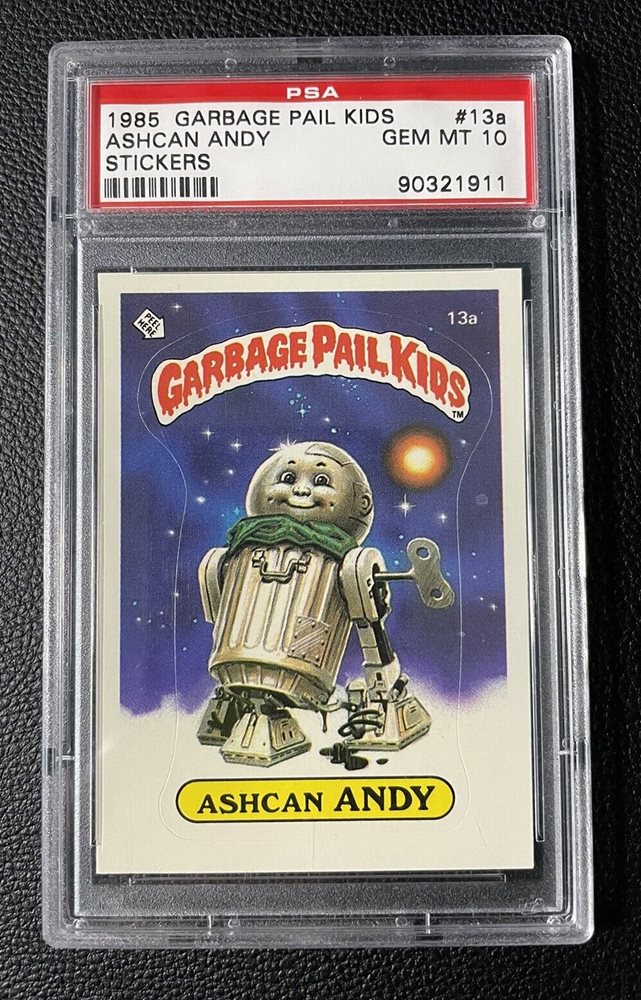 PSA
1985 GARBAGE PAIL KIDS #13a
ASHCAN ANDY GEM MT 10
STICKERS
90321911
PEEL HERE
13a
GARBAGE PAIL KIDS
TM
ASHCAN ANDY